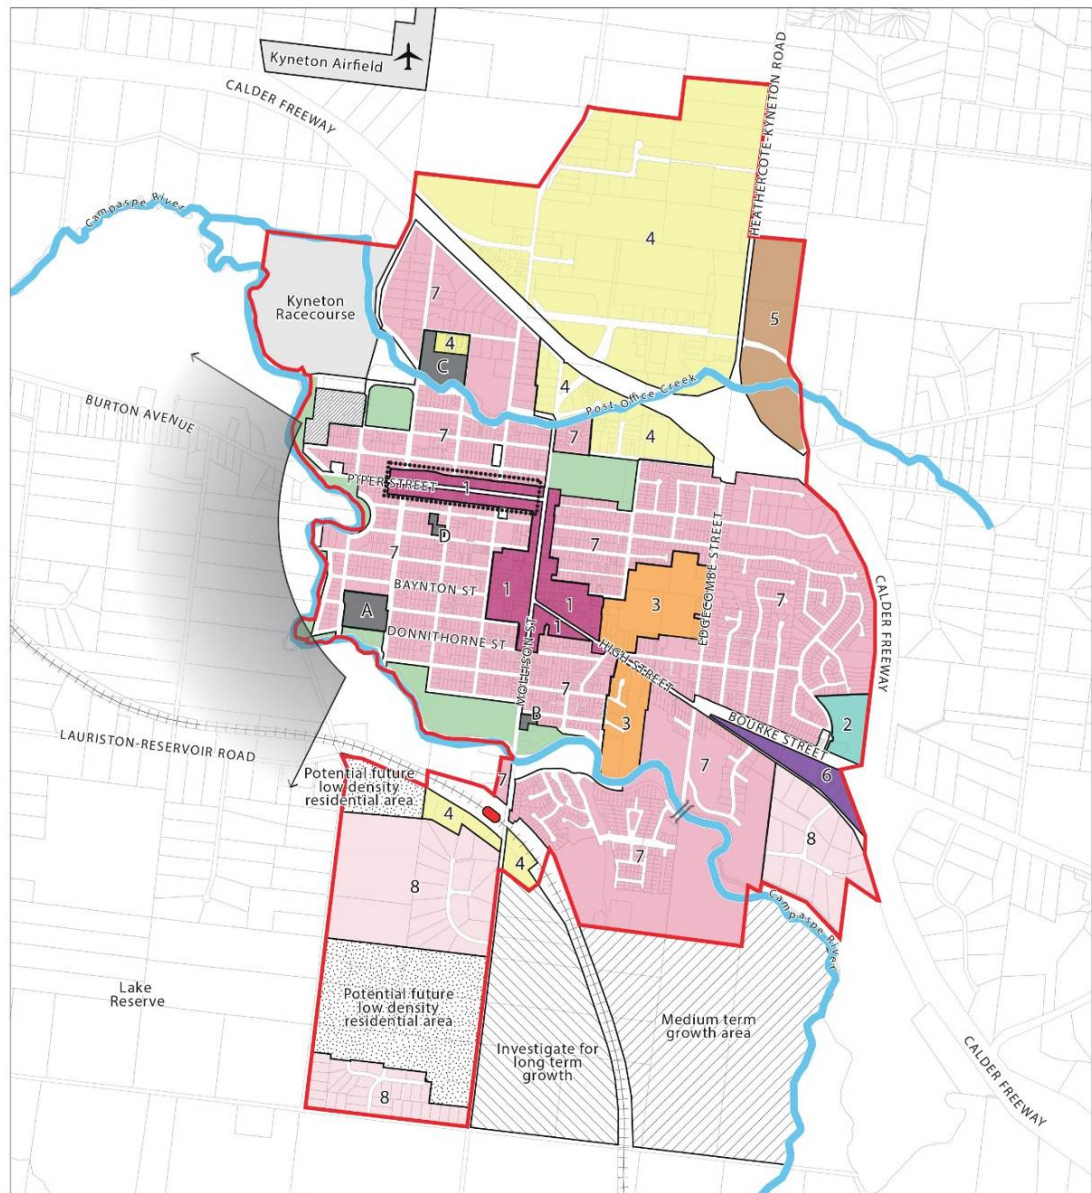 Kyneton Airfield
CALDER FREEWAY
HEATHERCOTE-KYNETON ROAD
Campaspe River
4
Kyneton
Racecourse
7
5
4
C
4
Post Office Creek
BURTON AVENUE
7
7
4
PIPER STREET
1
D
7
7
EDGECOMBE STREET
BAYNTON ST
1
1
3
7
CALDER FREEWAY
A
1
DONNITHORNE ST
MOLLISON ST
HIGH STREET
7
3
B
BOURKE STREET
2
LAURISTON-RESERVOIR ROAD
7
7
6
Potential future
low density
residential area
4
8
7
4
8
Campaspe River
Lake
Reserve
Potential future
low density
residential area
Medium term
growth area
Investigate for
long term
growth
8
CALDER FREEWAY